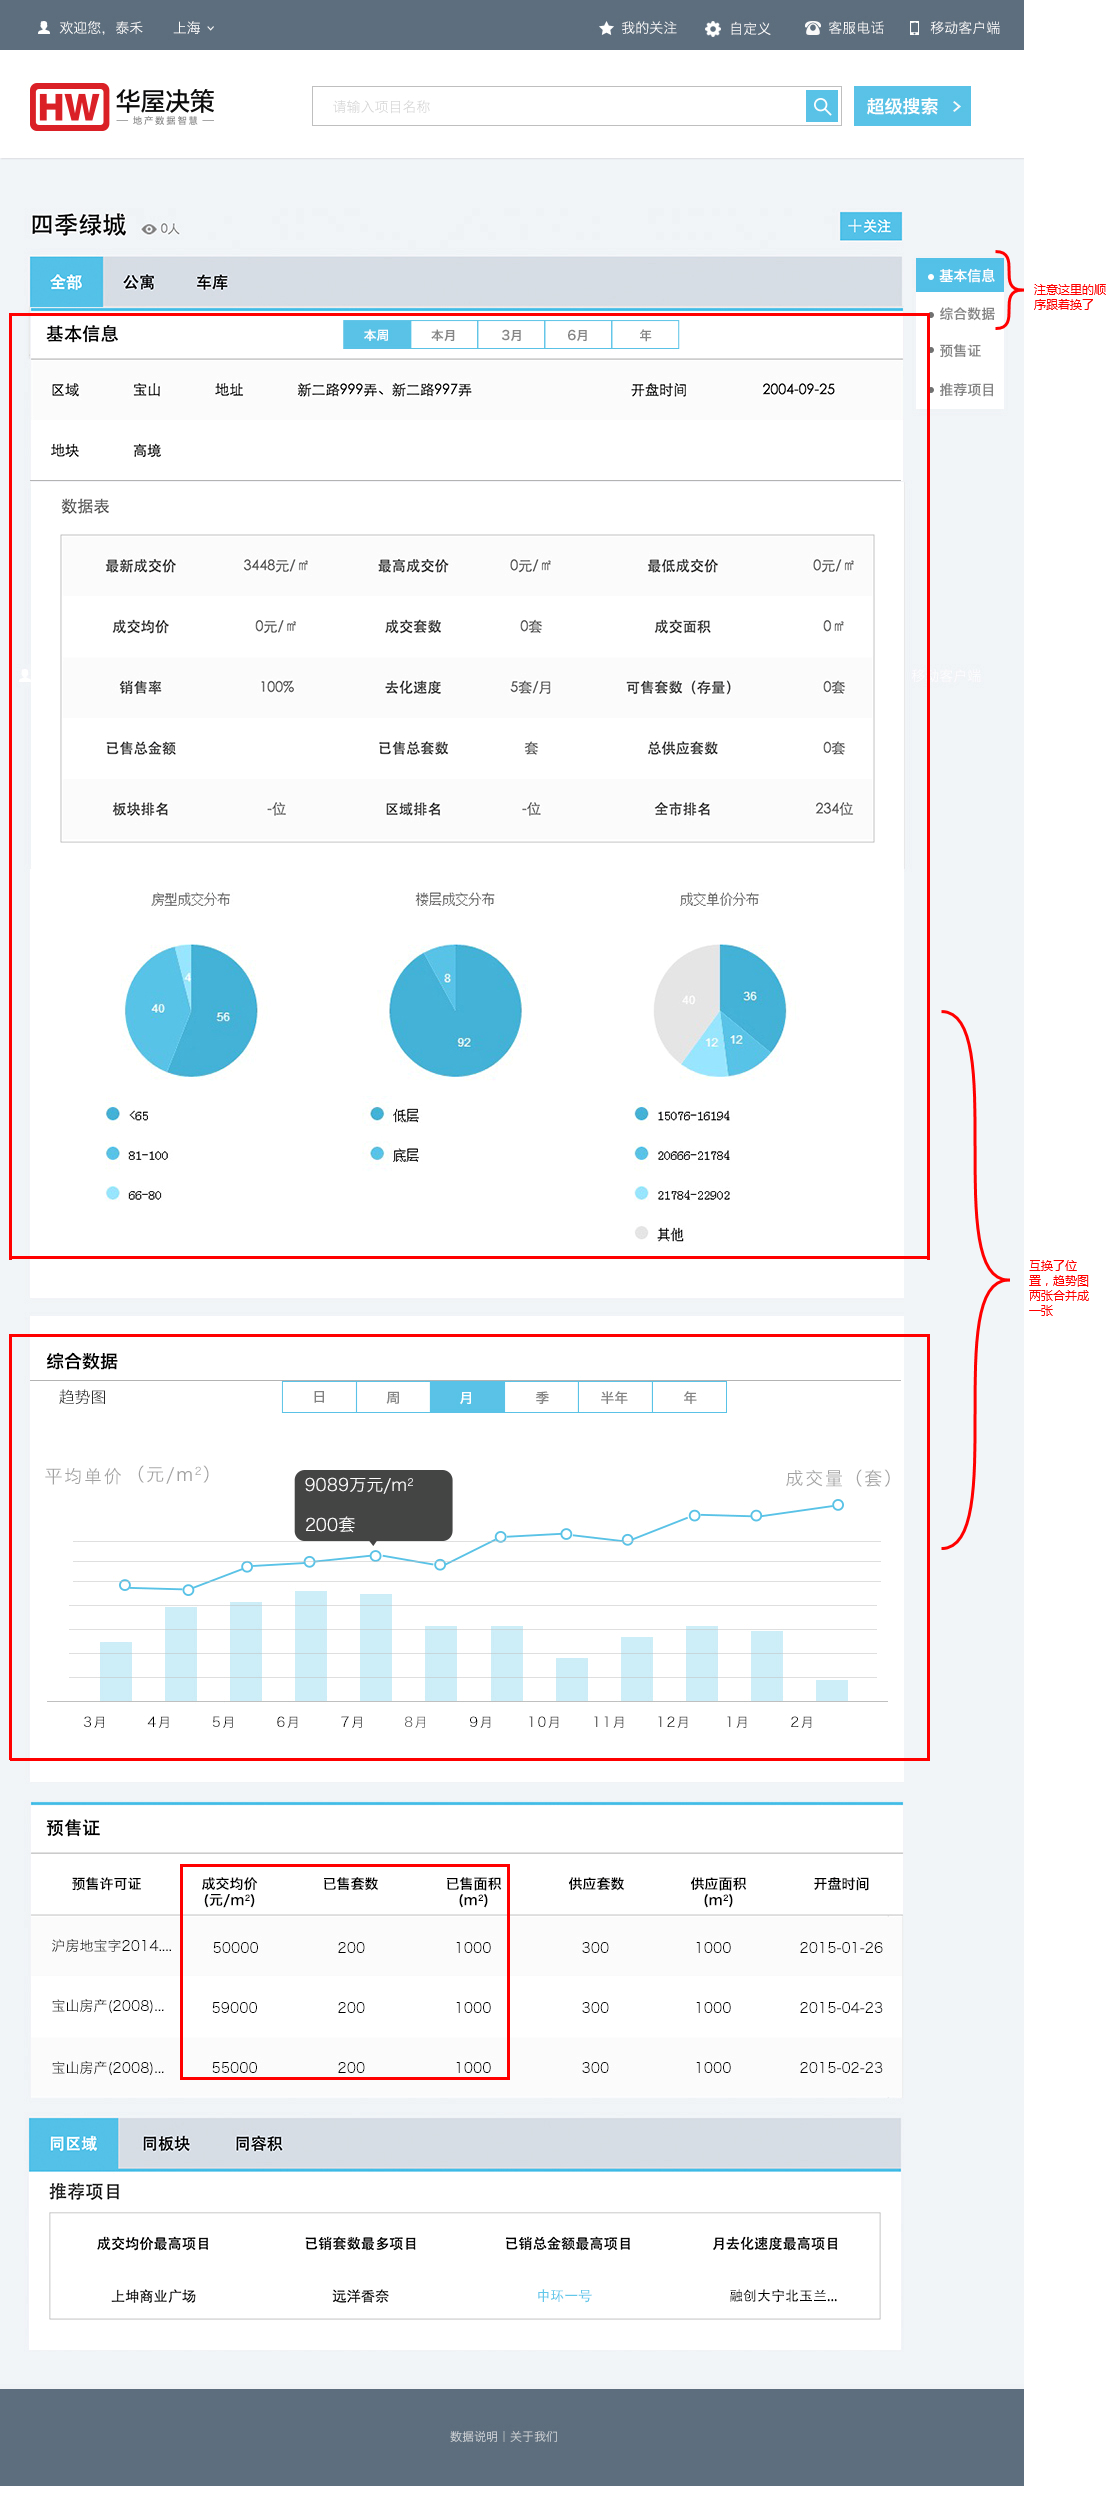 欢迎您，泰禾 上海 我的关注 自定义 客服电话 移动客户端
HW 华屋决策
地产数据智慧
请输入项目名称 超级搜索
四季绿城 0人 关注
全部 公寓 车库
基本信息
综合数据
预售证
推荐项目
注意这里的顺
序跟着换了
基本信息 本周 本月 3月 6月 年
区域 宝山 地址 新二路999弄、新二路997弄 开盘时间 2004-09-25
地块 高境
数据表
最新成交价 3448元/㎡ 最高成交价 0元/㎡ 最低成交价 0元/㎡
成交均价 0元/㎡ 成交套数 0套 成交面积 0㎡
销售率 100% 去化速度 5套/月 可售套数（存量） 0套
已售总金额 已售总套数 套 总供应套数 0套
板块排名 -位 区域排名 -位 全市排名 234位
房型成交分布 楼层成交分布 成交单价分布
4 40 56
8 92
40 36 12 12
<65 低层 15076-16194
81-100 底层 20666-21784
66-80 21784-22902
其他
互换了位
置，趋势图
两张合并成
一张
综合数据
趋势图 日 周 月 季 半年 年
平均单价（元/m²） 成交量（套）
9089万元/m²
200套
3月 4月 5月 6月 7月 8月 9月 10月 11月 12月 1月 2月
预售证
预售许可证 成交均价 已售套数 已售面积 供应套数 供应面积 开盘时间
(元/m²) (m²) (m²)
沪房地宝字2014.... 50000 200 1000 300 1000 2015-01-26
宝山房产(2008)... 59000 200 1000 300 1000 2015-04-23
宝山房产(2008)... 55000 200 1000 300 1000 2015-02-23
同区域 同板块 同容积
推荐项目
成交均价最高项目 已销套数最多项目 已销总金额最高项目 月去化速度最高项目
上坤商业广场 远洋香奈 中环一号 融创大宁北玉兰...
数据说明｜关于我们